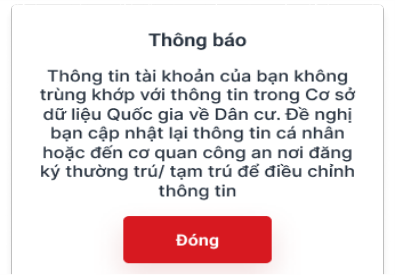 Thông báo
Thông tin tài khoản của bạn không
trùng khớp với thông tin trong Cơ sở
dữ liệu Quốc gia về Dân cư. Đề nghị
bạn cập nhật lại thông tin cá nhân
hoặc đến cơ quan công an nơi đăng
ký thường trú/ tạm trú để điều chỉnh
thông tin
Đóng